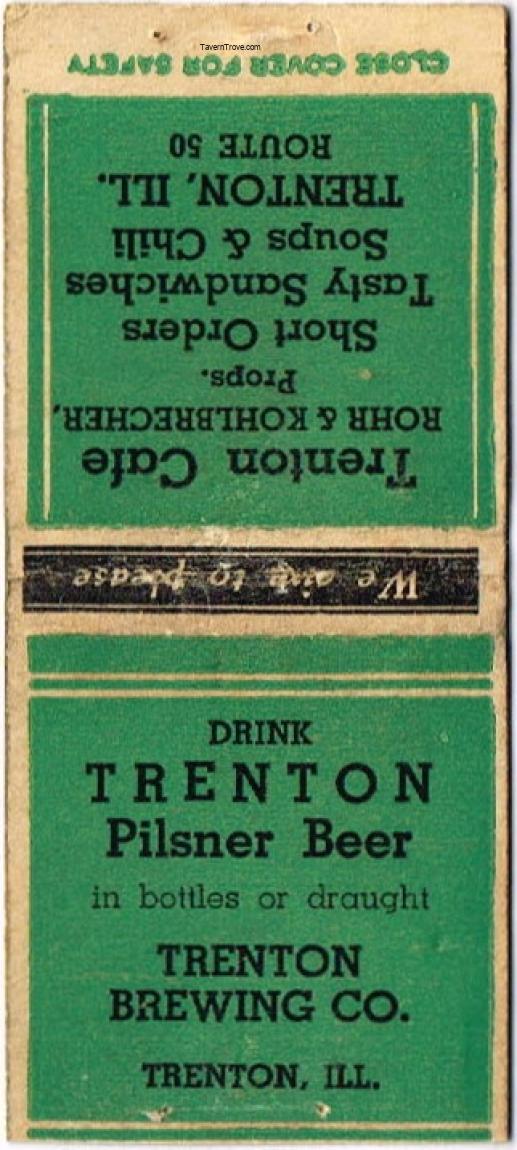 TavernTrove.com
CLOSE COVER FOR SAFETY
Trenton Cafe
ROHR & KOHLBRECHER,
Props.
Short Orders
Tasty Sandwiches
Soups & Chili
TRENTON, ILL.
ROUTE 50
We aim to please
DRINK
TRENTON
Pilsner Beer
in bottles or draught
TRENTON
BREWING CO.
TRENTON, ILL.